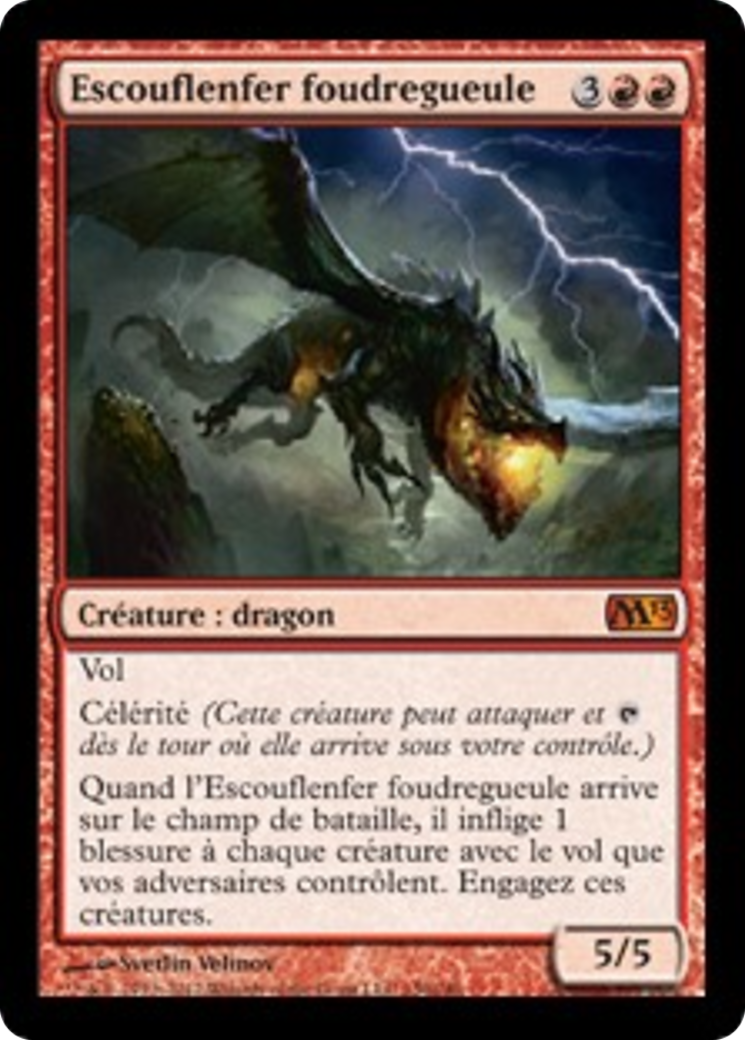 Escouflenfer foudregueule 3
Créature : dragon M13
Vol
Célérité (Cette créature peut attaquer et
dès le tour où elle arrive sous votre contrôle.)
Quand l'Escouflenfer foudregueule arrive
sur le champ de bataille, il inflige 1
blessure à chaque créature avec le vol que
vos adversaires contrôlent. Engagez ces
créatures.
5/5
Svetlin Velinov